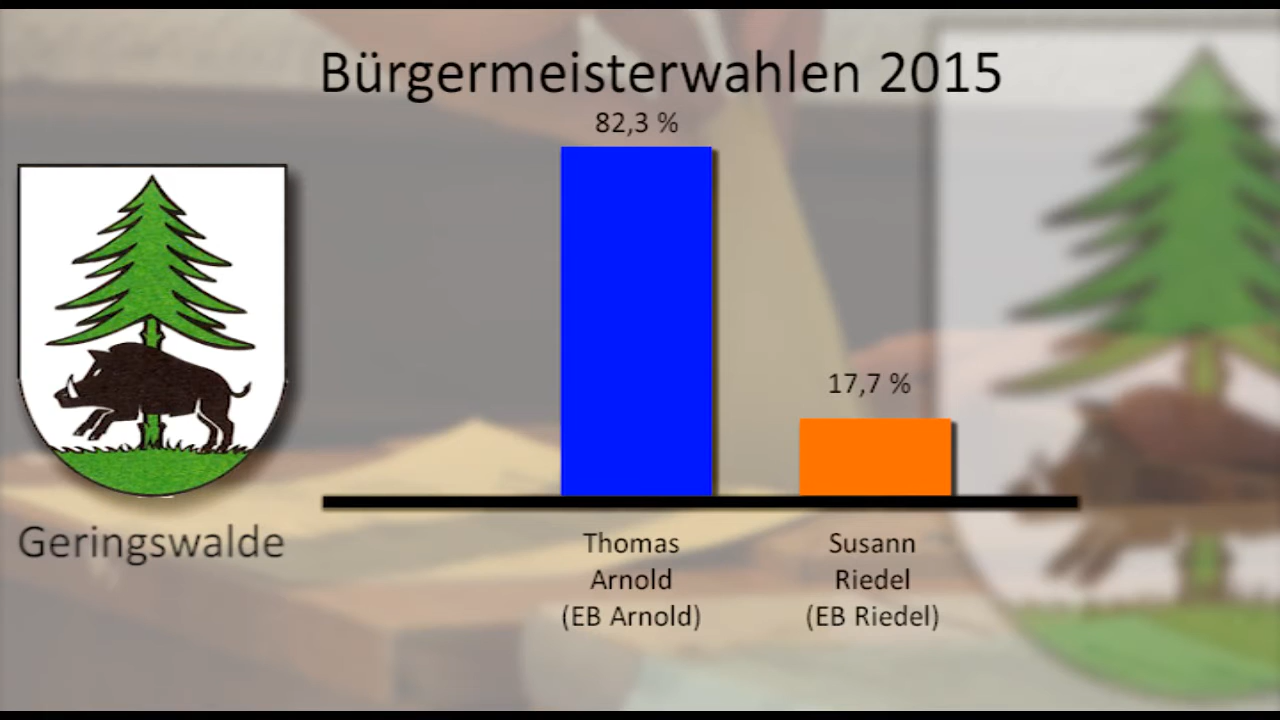 Bürgermeisterwahlen 2015
82,3 %
17,7 %
Geringswalde
Thomas
Arnold
(EB Arnold)
Susann
Riedel
(EB Riedel)